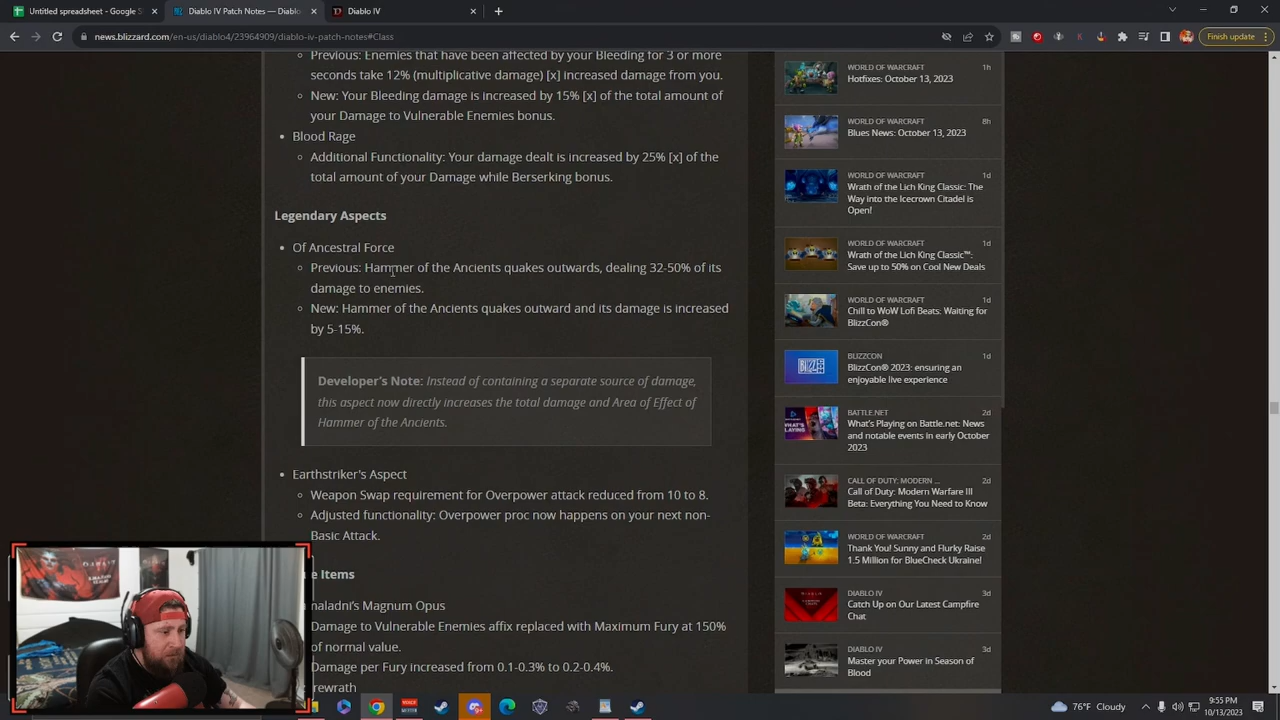 Untitled spreadsheet - Google S
Diablo IV Patch Notes — Diablo
Diablo IV
news.blizzard.com/en-us/diablo4/23964909/diablo-iv-patch-notes#Class
Finish update
Previous: Enemies that have been affected by your Bleeding for 3 or more
seconds take 12% (multiplicative damage) [x] increased damage from you.
New: Your Bleeding damage is increased by 15% [x] of the total amount of
your Damage to Vulnerable Enemies bonus.
Blood Rage
Additional Functionality: Your damage dealt is increased by 25% [x] of the
total amount of your Damage while Berserking bonus.
Legendary Aspects
Of Ancestral Force
Previous: Hammer of the Ancients quakes outwards, dealing 32-50% of its
damage to enemies.
New: Hammer of the Ancients quakes outward and its damage is increased
by 5-15%.
Developer's Note: Instead of containing a separate source of damage,
this aspect now directly increases the total damage and Area of Effect of
Hammer of the Ancients.
Earthstriker's Aspect
Weapon Swap requirement for Overpower attack reduced from 10 to 8.
Adjusted functionality: Overpower proc now happens on your next non-
Basic Attack.
e Items
maladni's Magnum Opus
Damage to Vulnerable Enemies affix replaced with Maximum Fury at 150%
of normal value.
Damage per Fury increased from 0.1-0.3% to 0.2-0.4%.
rewrath
WORLD OF WARCRAFT 1h
Hotfixes: October 13, 2023
WORLD OF WARCRAFT 8h
Blues News: October 13, 2023
WORLD OF WARCRAFT 1d
Wrath of the Lich King Classic: The
Way into the Icecrown Citadel is
Open!
WORLD OF WARCRAFT 1d
Wrath of the Lich King Classic™:
Save up to 50% on Cool New Deals
WORLD OF WARCRAFT 1d
Chill to WoW Lofi Beats: Waiting for
BlizzCon®
BLIZZCON 1d
BlizzCon® 2023: ensuring an
enjoyable live experience
BATTLE.NET 2d
What's Playing on Battle.net: News
and notable events in early October
2023
CALL OF DUTY: MODERN ... 2d
Call of Duty: Modern Warfare III
Beta: Everything You Need to Know
WORLD OF WARCRAFT 2d
Thank You! Sunny and Flurky Raise
1.5 Million for BlueCheck Ukraine!
DIABLO IV 3d
Catch Up on Our Latest Campfire
Chat
DIABLO IV 3d
Master your Power in Season of
Blood
76°F Cloudy
9:55 PM
10/13/2023